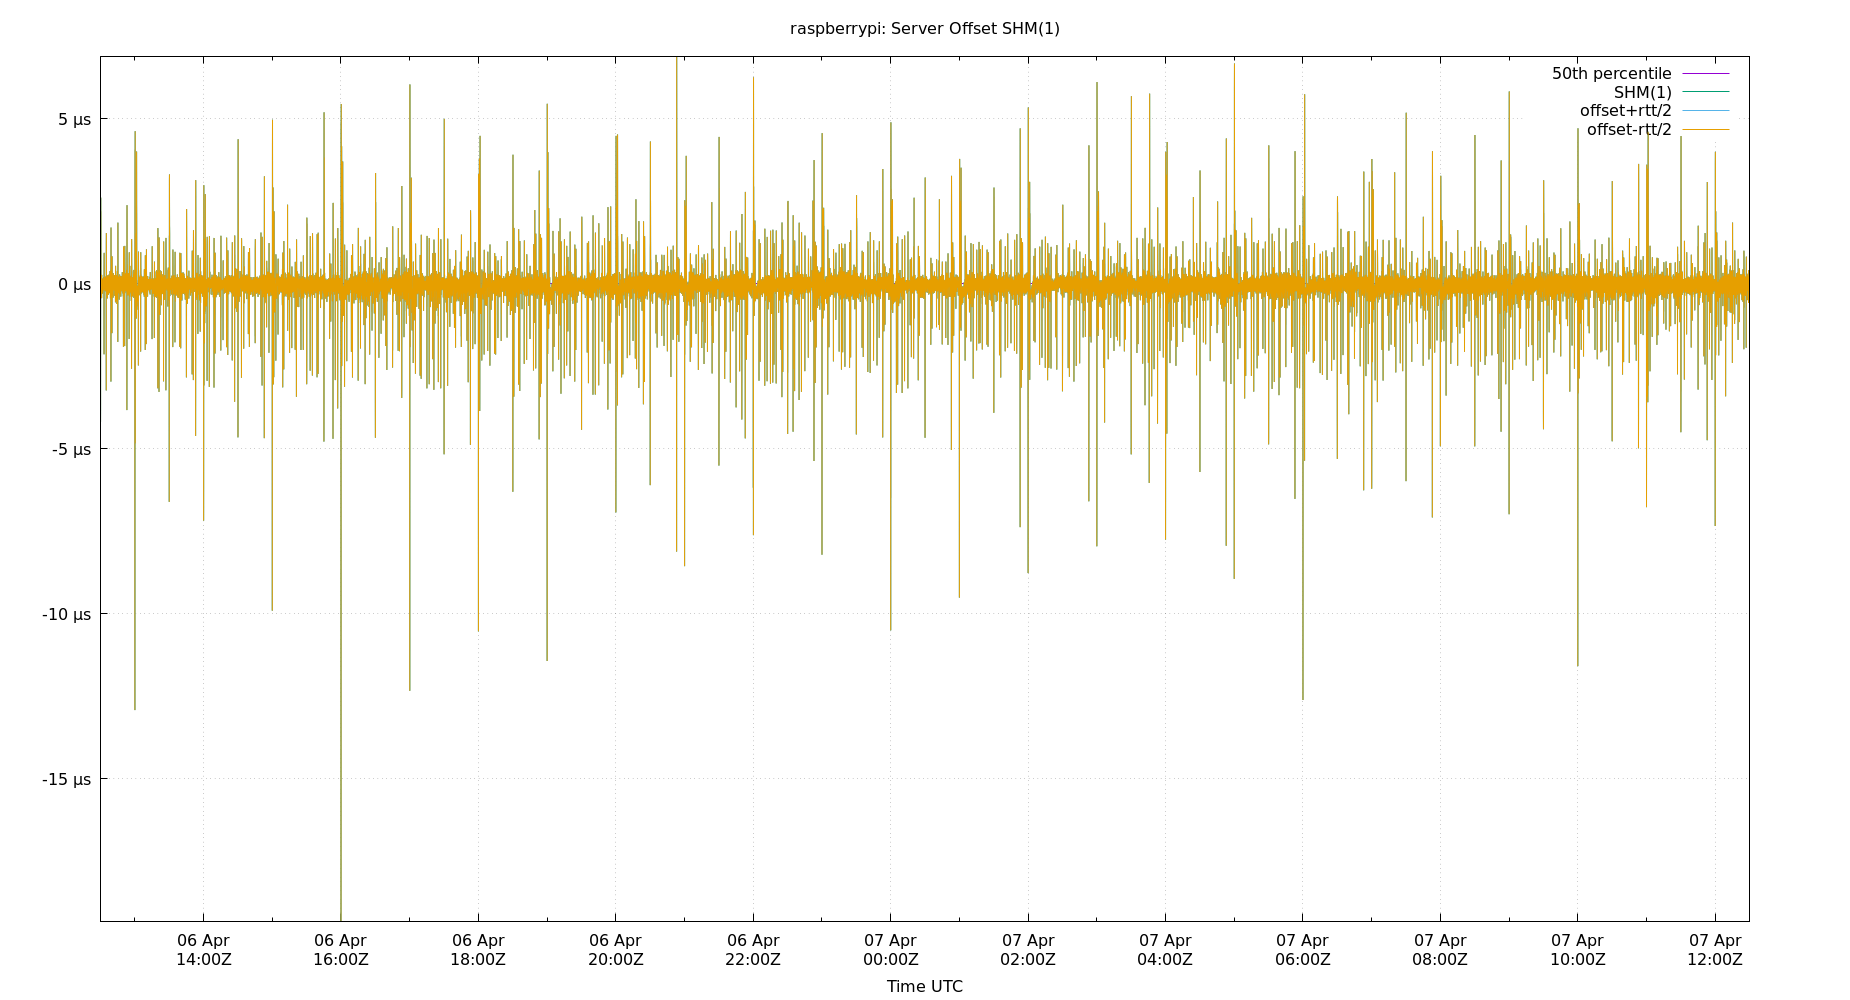 raspberrypi: Server Offset SHM(1)
50th percentile
SHM(1)
offset+rtt/2
offset-rtt/2
5 µs
0 µs
-5 µs
-10 µs
-15 µs
06 Apr 06 Apr 06 Apr 06 Apr 06 Apr 07 Apr 07 Apr 07 Apr 07 Apr 07 Apr 07 Apr 07 Apr
14:00Z 16:00Z 18:00Z 20:00Z 22:00Z 00:00Z 02:00Z 04:00Z 06:00Z 08:00Z 10:00Z 12:00Z
Time UTC